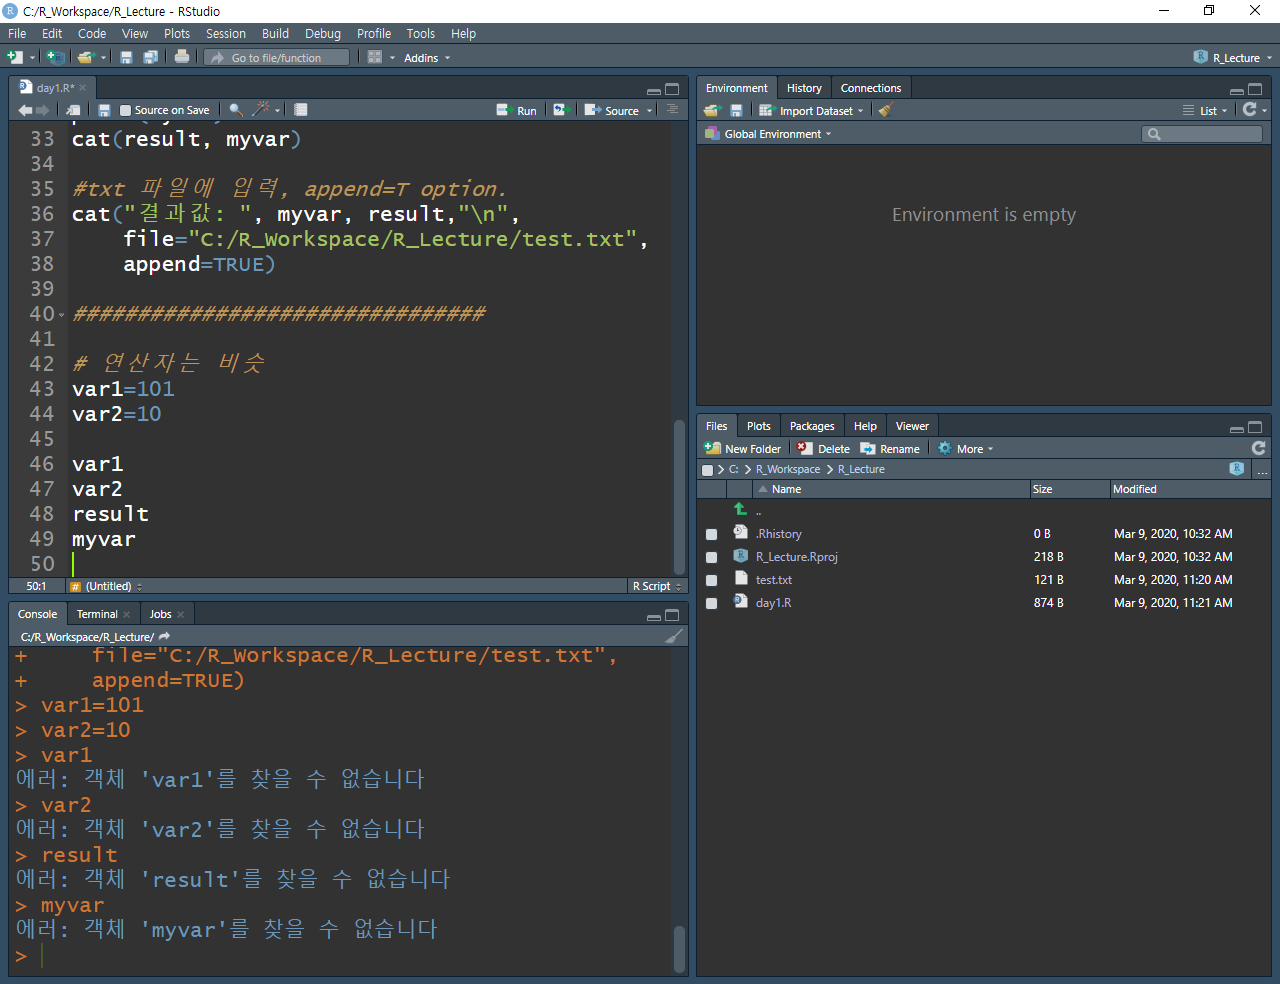 C:/R_Workspace/R_Lecture - RStudio
File Edit Code View Plots Session Build Debug Profile Tools Help
Go to file/function Addins R_Lecture
day1.R*
Source on Save Run Source
33 cat(result, myvar)
34
35 #txt 파일에 입력, append=T option.
36 cat("결과값: ", myvar, result,"\n",
37 file="C:/R_Workspace/R_Lecture/test.txt",
38 append=TRUE)
39
40 ################################
41
42 # 연산자는 비슷
43 var1=101
44 var2=10
45
46 var1
47 var2
48 result
49 myvar
50
50:1 # (Untitled) R Script
Console Terminal Jobs
C:/R_Workspace/R_Lecture/
+ file="C:/R_Workspace/R_Lecture/test.txt",
+ append=TRUE)
> var1=101
> var2=10
> var1
에러: 객체 'var1'를 찾을 수 없습니다
> var2
에러: 객체 'var2'를 찾을 수 없습니다
> result
에러: 객체 'result'를 찾을 수 없습니다
> myvar
에러: 객체 'myvar'를 찾을 수 없습니다
>
Environment History Connections
Import Dataset List
Global Environment
Environment is empty
Files Plots Packages Help Viewer
New Folder Delete Rename More
C: > R_Workspace > R_Lecture ...
Name Size Modified
..
.Rhistory 0 B Mar 9, 2020, 10:32 AM
R_Lecture.Rproj 218 B Mar 9, 2020, 10:32 AM
test.txt 121 B Mar 9, 2020, 11:20 AM
day1.R 874 B Mar 9, 2020, 11:21 AM